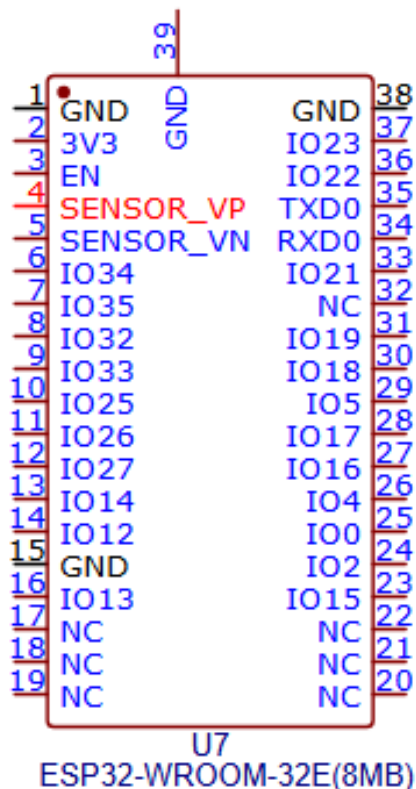 39
GND
1 GND GND 38
2 3V3 IO23 37
3 EN IO22 36
4 SENSOR_VP TXD0 35
5 SENSOR_VN RXD0 34
6 IO34 IO21 33
7 IO35 NC 32
8 IO32 IO19 31
9 IO33 IO18 30
10 IO25 IO5 29
11 IO26 IO17 28
12 IO27 IO16 27
13 IO14 IO4 26
14 IO12 IO0 25
15 GND IO2 24
16 IO13 IO15 23
17 NC NC 22
18 NC NC 21
19 NC NC 20
U7
ESP32-WROOM-32E(8MB)